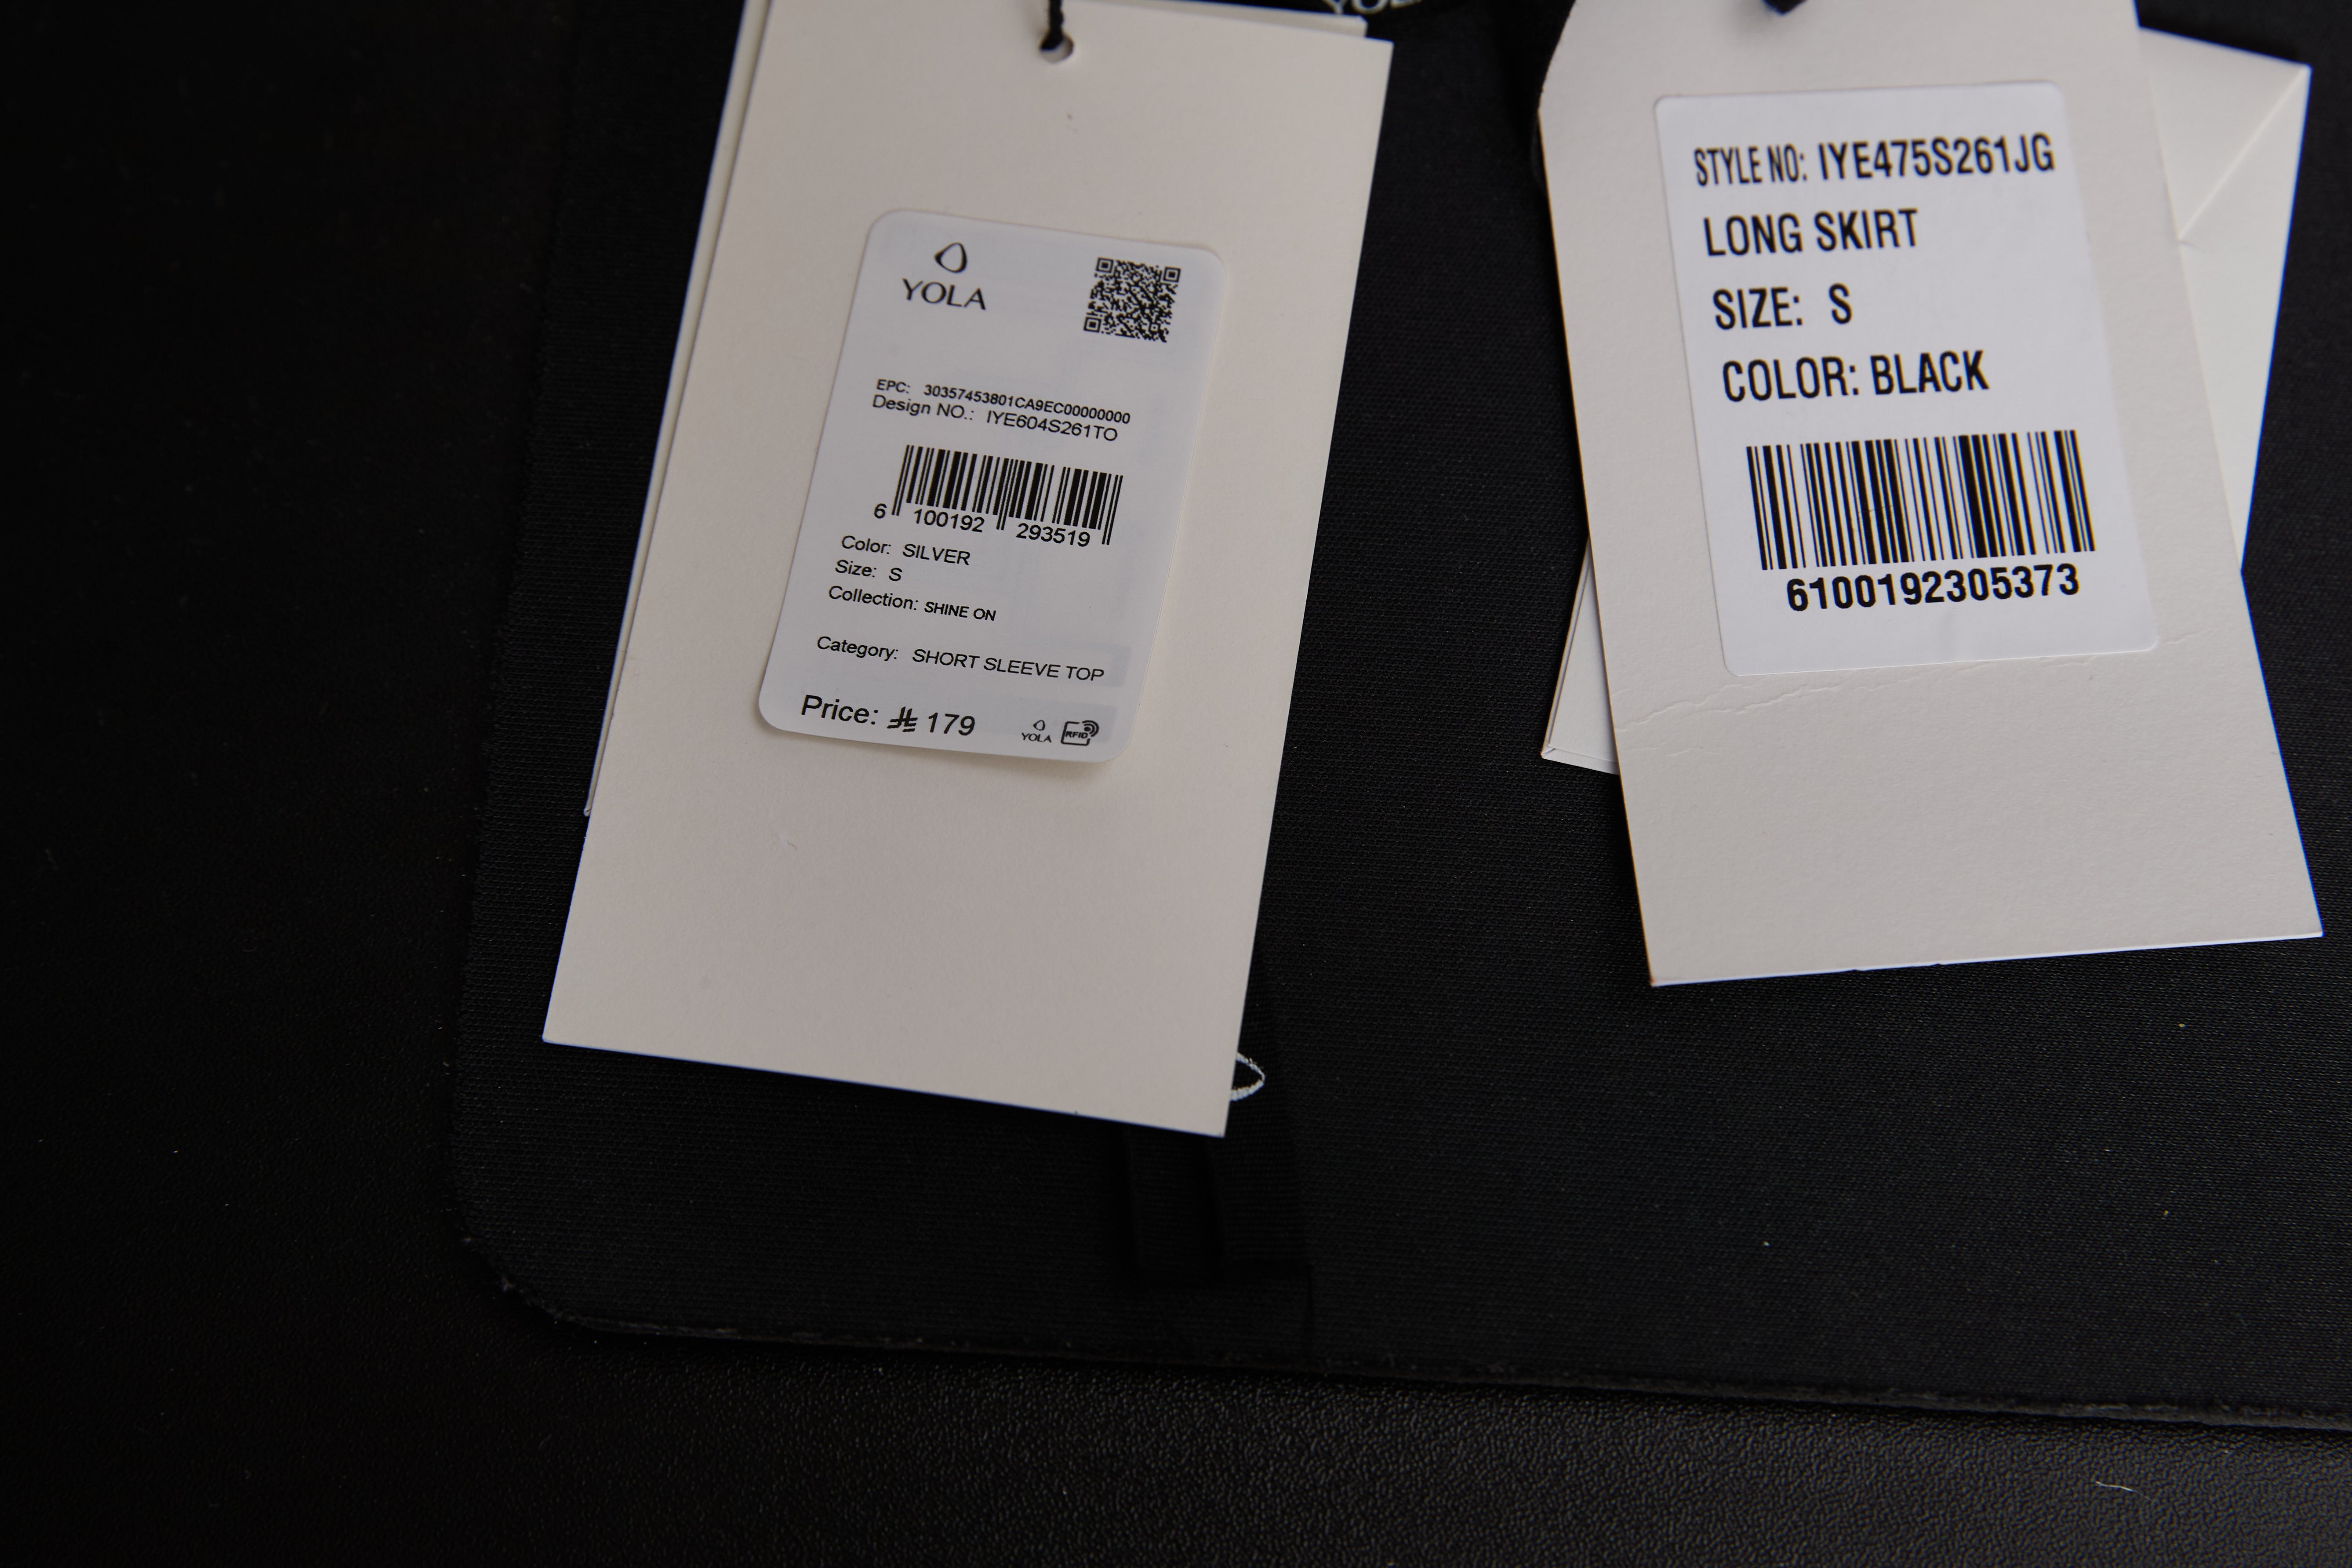 YOLA
EPC: 30357453801CA9EC00000000
Design NO.: IYE604S261TO
6 100192 293519
Color: SILVER
Size: S
Collection: SHINE ON
Category: SHORT SLEEVE TOP
Price: ⃁ 179
YOLA RFID
STYLE NO: IYE475S261JG
LONG SKIRT
SIZE: S
COLOR: BLACK
6100192305373